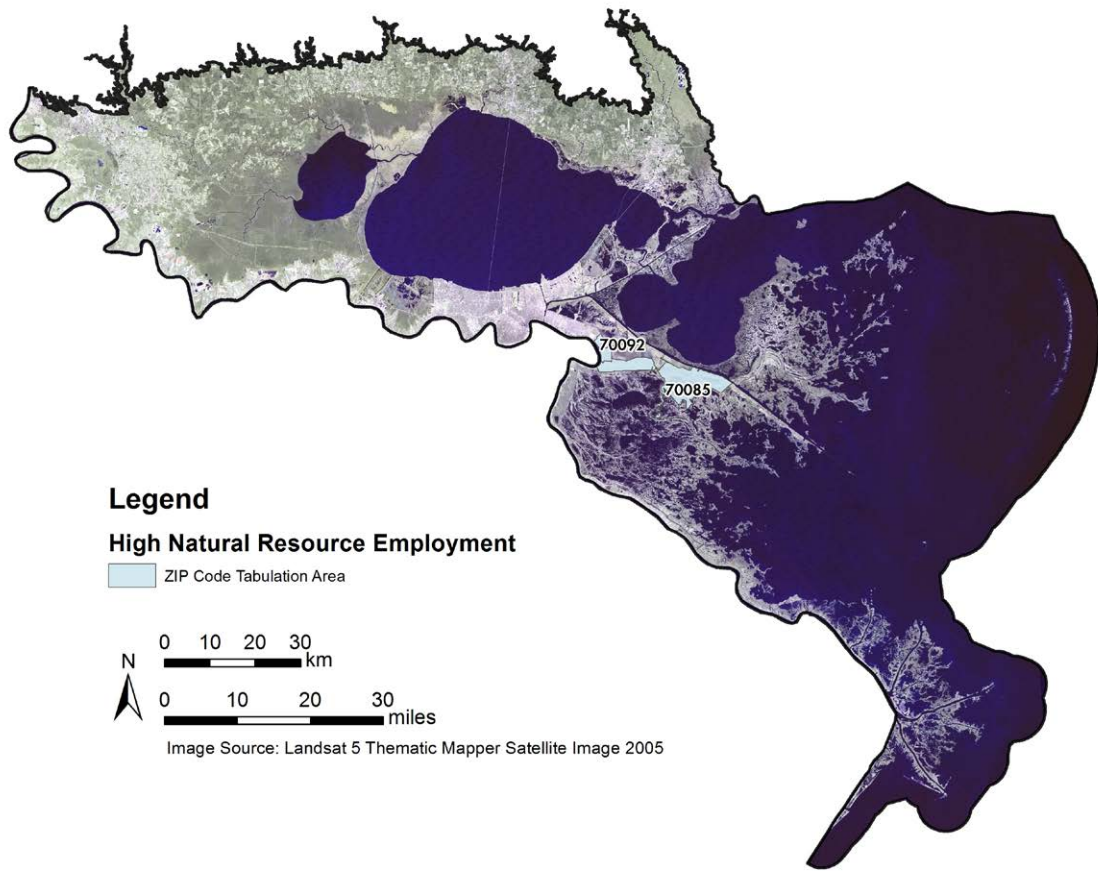 70092
70085
Legend
High Natural Resource Employment
ZIP Code Tabulation Area
0 10 20 30
km
N
0 10 20 30
miles
Image Source: Landsat 5 Thematic Mapper Satellite Image 2005